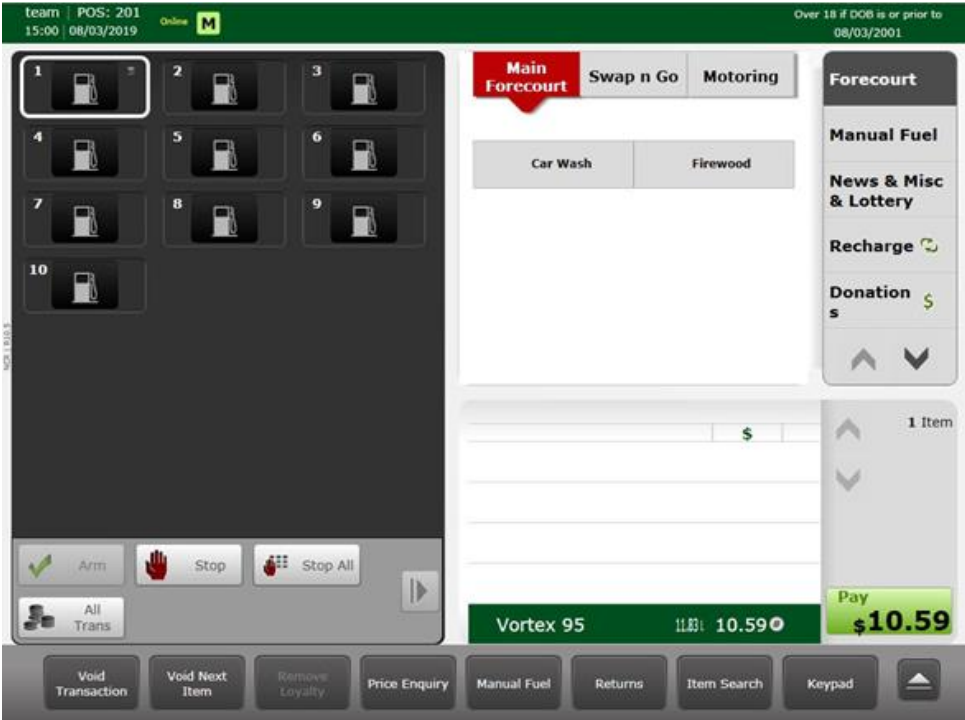 team | POS: 201
15:00 | 08/03/2019
Online M
Over 18 if DOB is or prior to
08/03/2001
1
2
3
4
5
6
7
8
9
10
Main
Forecourt
Swap n Go
Motoring
Car Wash
Firewood
Forecourt
Manual Fuel
News & Misc
& Lottery
Recharge
Donation
s
$
$
1 Item
Arm
Stop
Stop All
All
Trans
Vortex 95 11.83L 10.59
Pay
$10.59
Void
Transaction
Void Next
Item
Remove
Loyalty
Price Enquiry
Manual Fuel
Returns
Item Search
Keypad